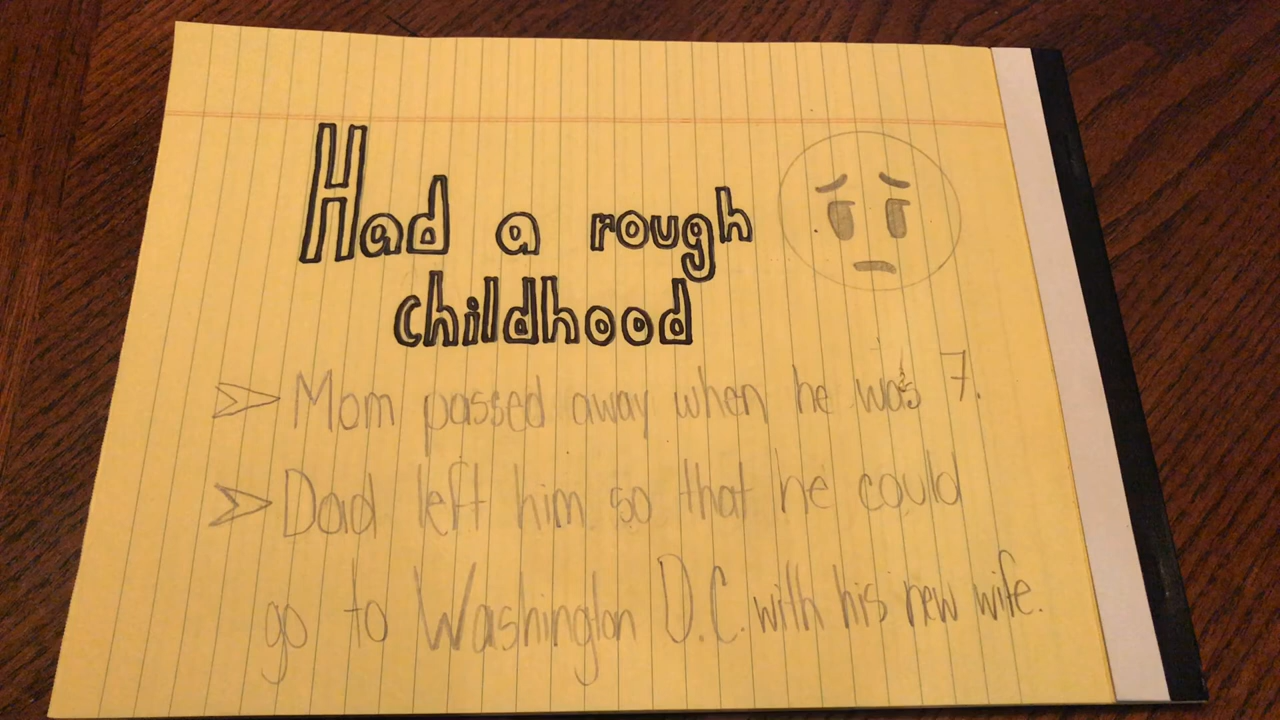 Had a rough
childhood
Mom passed away when he was 7.
Dad left him so that he could
go to Washington D.C. with his new wife.